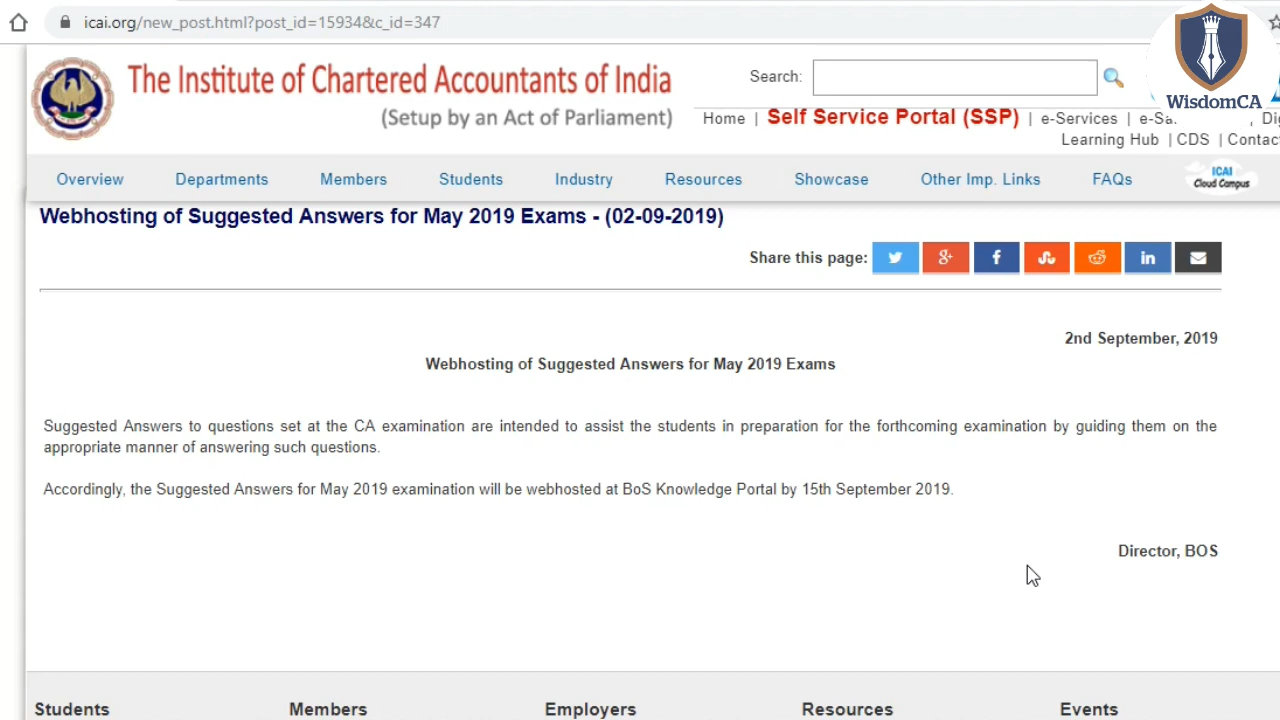 icai.org/new_post.html?post_id=15934&c_id=347
The Institute of Chartered Accountants of India
(Setup by an Act of Parliament)
Search:
WisdomCA
Home | Self Service Portal (SSP) | e-Services |
Learning Hub | CDS |
Overview Departments Members Students Industry Resources Showcase Other Imp. Links FAQs ICAI Cloud Campus
Webhosting of Suggested Answers for May 2019 Exams - (02-09-2019)
Share this page:
2nd September, 2019
Webhosting of Suggested Answers for May 2019 Exams
Suggested Answers to questions set at the CA examination are intended to assist the students in preparation for the forthcoming examination by guiding them on the
appropriate manner of answering such questions.
Accordingly, the Suggested Answers for May 2019 examination will be webhosted at BoS Knowledge Portal by 15th September 2019.
Director, BOS
Students Members Employers Resources Events